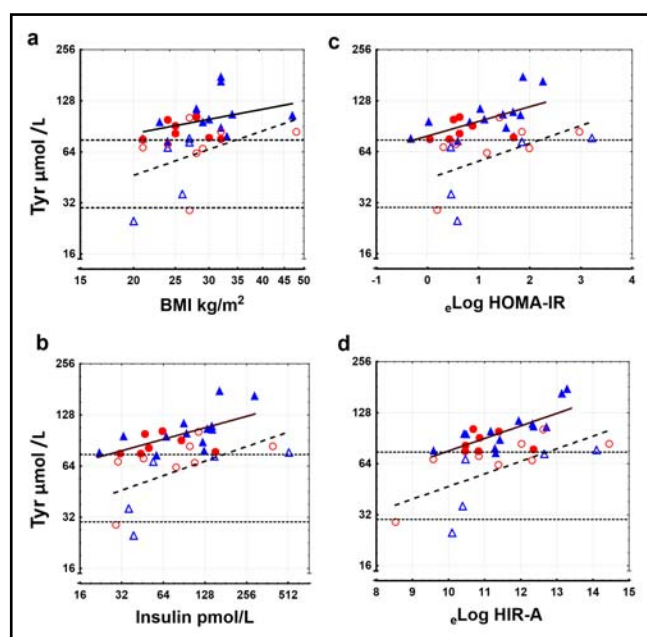 a
256
128
64
32
16
15 20 25 30 35 40 46 50
Tyr µmol /L
BMI kg/m²
c
256
128
64
32
16
-1 0 1 2 3 4
eLog HOMA-IR
b
256
128
64
32
16
16 32 64 128 256 512
Tyr µmol /L
Insulin pmol/L
d
256
128
64
32
16
8 9 10 11 12 13 14 15
eLog HIR-A